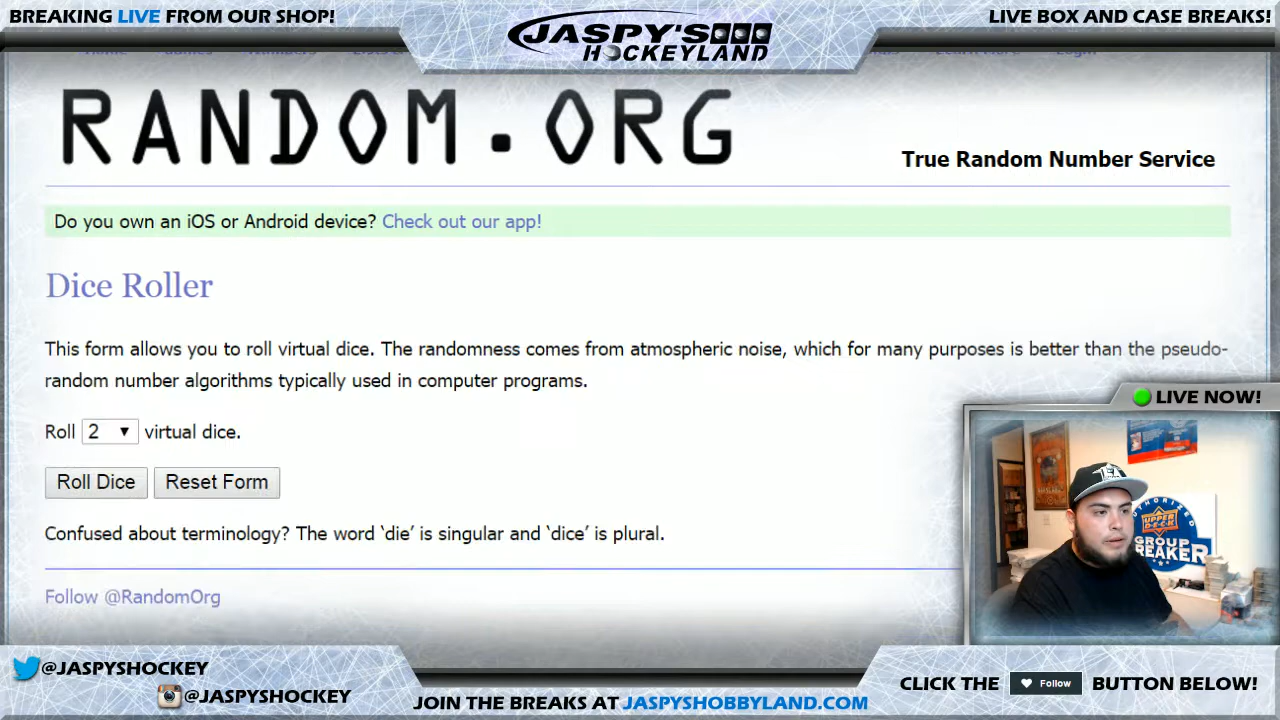 BREAKING LIVE FROM OUR SHOP!
JASPY'S
HOCKEYLAND
LIVE BOX AND CASE BREAKS!
RANDOM.ORG
True Random Number Service
Do you own an iOS or Android device? Check out our app!
Dice Roller
This form allows you to roll virtual dice. The randomness comes from atmospheric noise, which for many purposes is better than the pseudo-
random number algorithms typically used in computer programs.
Roll 2 virtual dice.
Roll Dice Reset Form
Confused about terminology? The word ‘die’ is singular and ‘dice’ is plural.
Follow @RandomOrg
LIVE NOW!
AUTHORIZED
UPPER DECK
GROUP
BREAKER
@JASPYSHOCKEY
@JASPYSHOCKEY
JOIN THE BREAKS AT JASPYSHOBBYLAND.COM
CLICK THE Follow BUTTON BELOW!